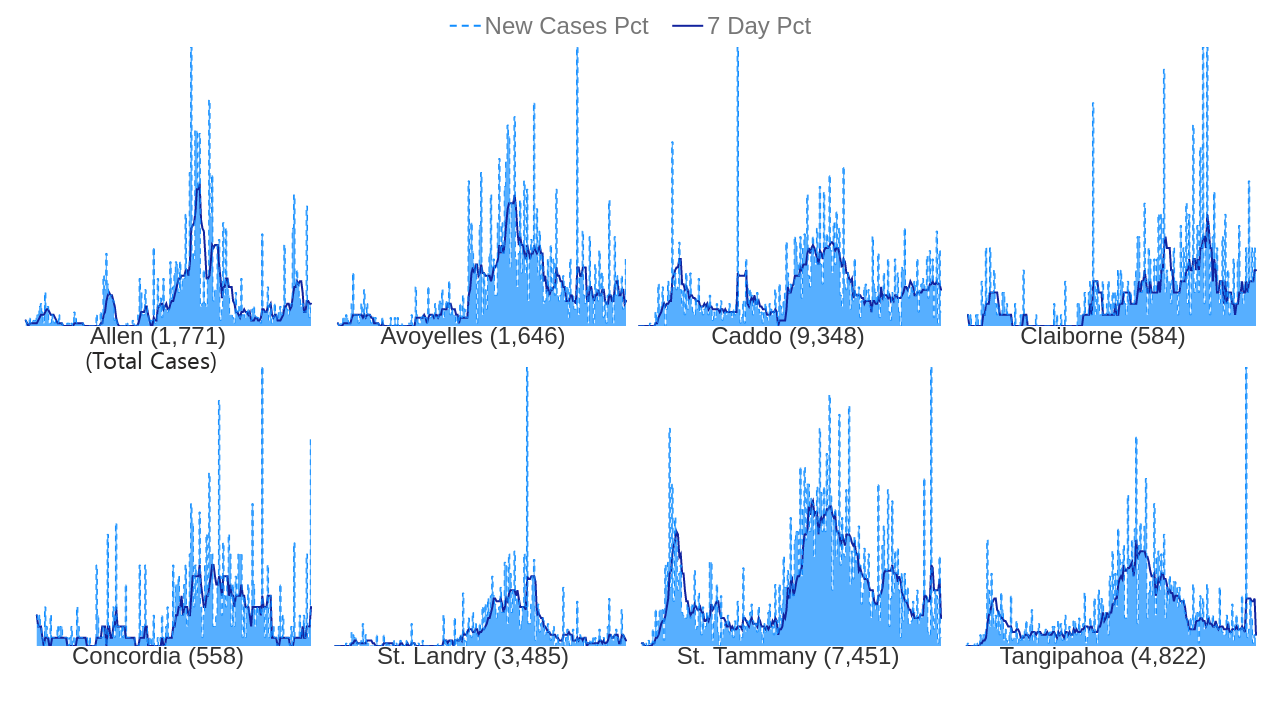 New Cases Pct 7 Day Pct
Allen (1,771) Avoyelles (1,646) Caddo (9,348) Claiborne (584)
(Total Cases)
Concordia (558) St. Landry (3,485) St. Tammany (7,451) Tangipahoa (4,822)